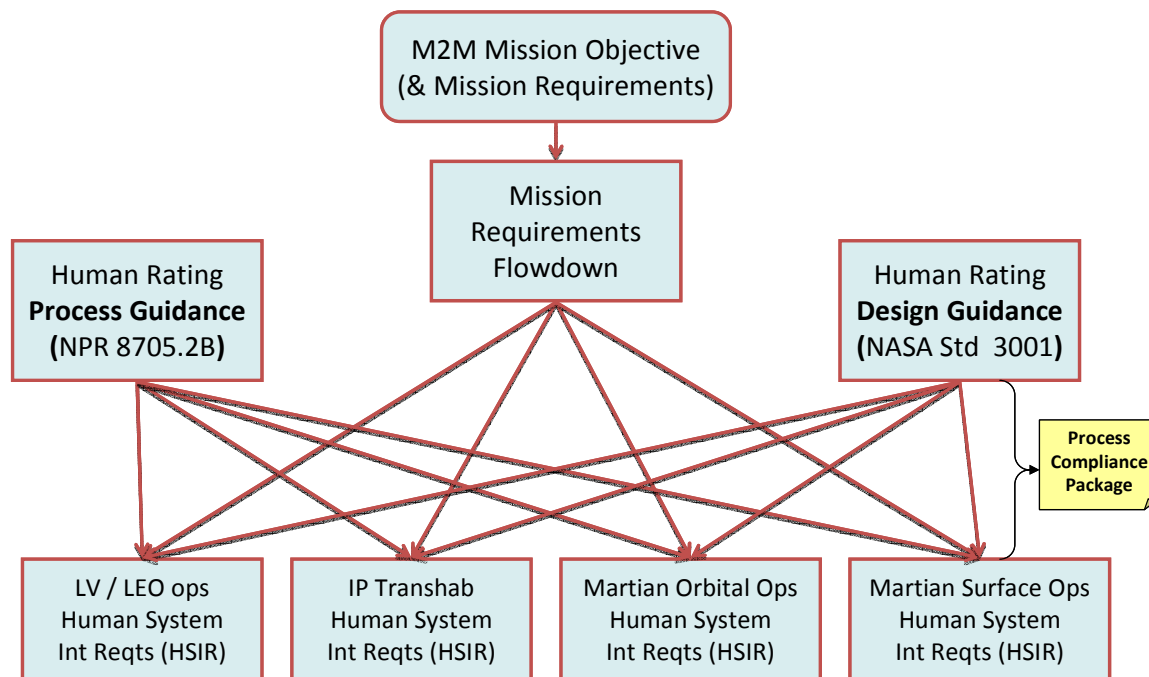 M2M Mission Objective
(& Mission Requirements)
Mission
Requirements
Flowdown
Human Rating
Process Guidance
(NPR 8705.2B)
Human Rating
Design Guidance
(NASA Std 3001)
Process
Compliance
Package
LV / LEO ops
Human System
Int Reqts (HSIR)
IP Transhab
Human System
Int Reqts (HSIR)
Martian Orbital Ops
Human System
Int Reqts (HSIR)
Martian Surface Ops
Human System
Int Reqts (HSIR)